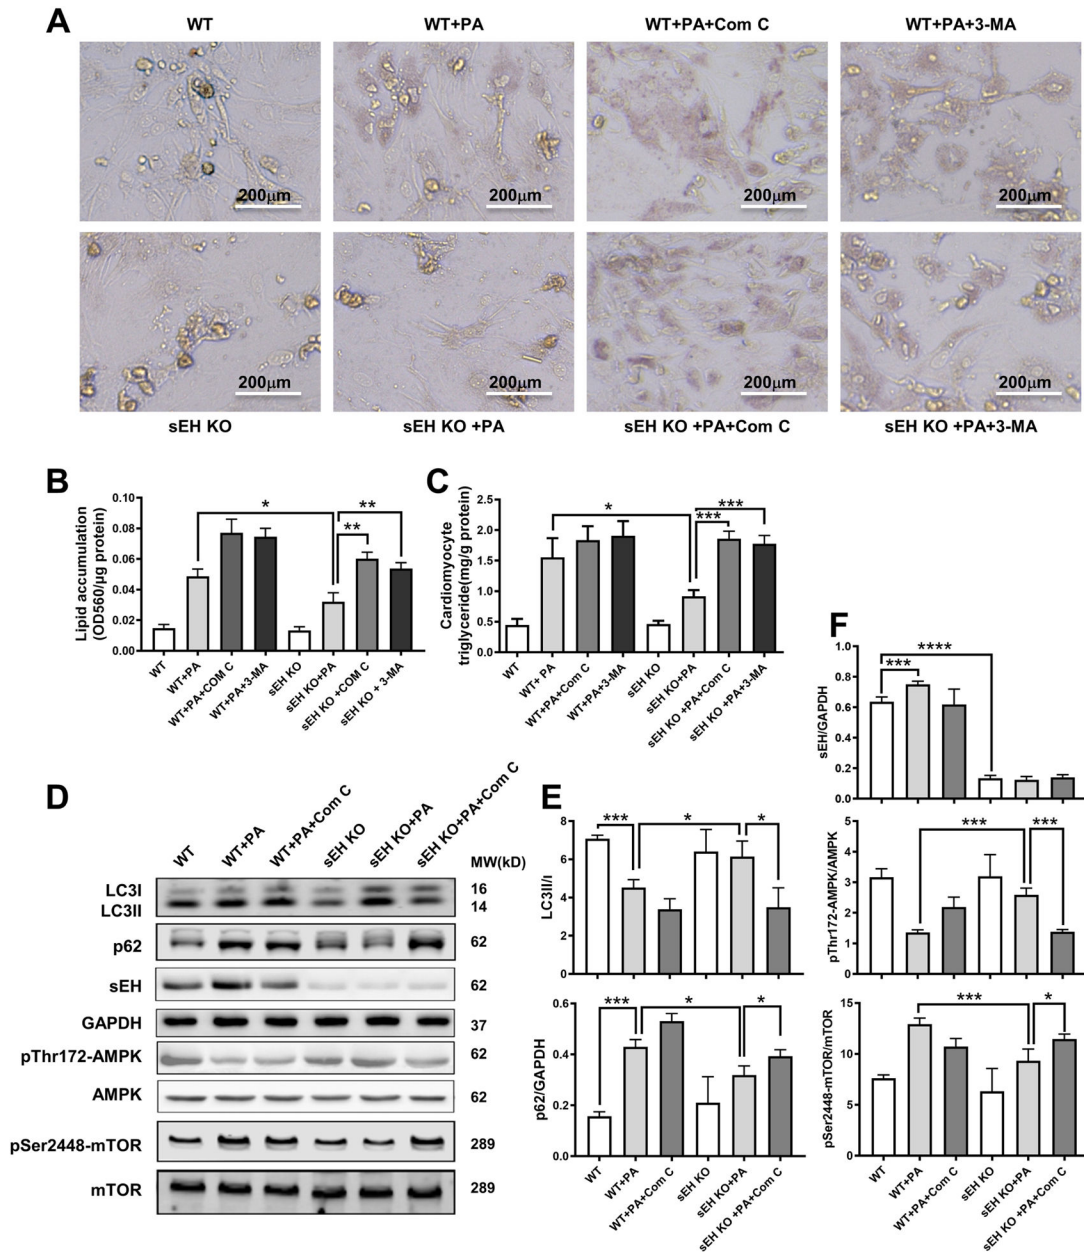 A
WT
WT+PA
WT+PA+Com C
WT+PA+3-MA
200µm
200µm
200µm
200µm
200µm
200µm
200µm
200µm
sEH KO
sEH KO +PA
sEH KO +PA+Com C
sEH KO +PA+3-MA
B
Lipid accumulation
(OD560/µg protein)
0.10
0.08
0.06
0.04
0.02
0.00
*
**
**
WT
WT+PA
WT+PA+COM C
WT+PA+3-MA
sEH KO
sEH KO+PA
sEH KO +COM C
sEH KO + 3-MA
C
Cardiomyocyte
triglyceride(mg/g protein)
2.5
2.0
1.5
1.0
0.5
0.0
*
***
***
WT
WT+ PA
WT+PA+Com C
WT+PA+3-MA
sEH KO
sEH KO+PA
sEH KO +PA+Com C
sEH KO +PA+3-MA
D
WT
WT+PA
WT+PA+Com C
sEH KO
sEH KO+PA
sEH KO+PA+Com C
MW(kD)
LC3I
16
LC3II
14
p62
62
sEH
62
GAPDH
37
pThr172-AMPK
62
AMPK
62
pSer2448-mTOR
289
mTOR
289
E
LC3II/I
8
6
4
2
0
***
*
*
p62/GAPDH
0.6
0.4
0.2
0.0
***
*
*
WT
WT+PA
WT+PA+Com C
sEH KO
sEH KO+PA
sEH KO +PA+Com C
F
sEH/GAPDH
1.0
0.8
0.6
0.4
0.2
0.0
****
***
pThr172-AMPK/AMPK
5
4
3
2
1
0
***
***
pSer2448-mTOR/mTOR
15
10
5
0
***
*
WT
WT+PA
WT+PA+Com C
sEH KO
sEH KO+PA
sEH KO +PA+Com C